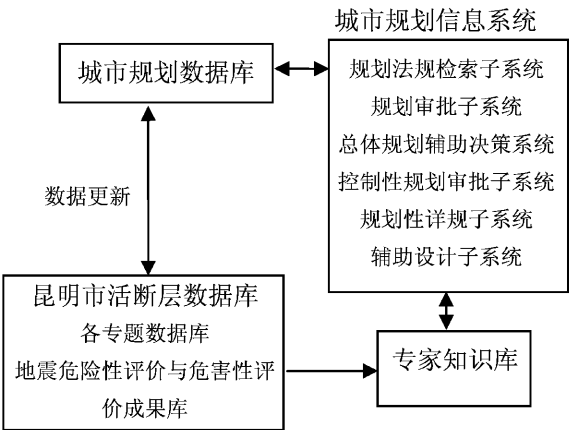 城市规划信息系统
城市规划数据库
规划法规检索子系统
规划审批子系统
总体规划辅助决策系统
控制性规划审批子系统
规划性详规子系统
辅助设计子系统
数据更新
昆明市活断层数据库
各专题数据库
地震危险性评价与危害性评
价成果库
专家知识库